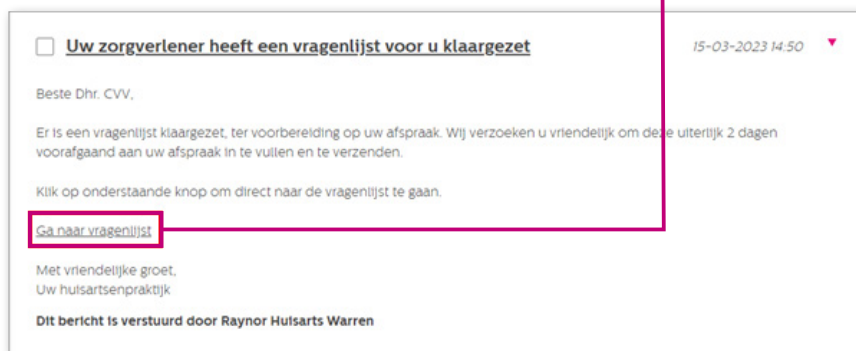 Uw zorgverlener heeft een vragenlijst voor u klaargezet
15-03-2023 14:50
Beste Dhr. CVV,
Er is een vragenlijst klaargezet, ter voorbereiding op uw afspraak. Wij verzoeken u vriendelijk om deze uiterlijk 2 dagen
voorafgaand aan uw afspraak in te vullen en te verzenden.
Klik op onderstaande knop om direct naar de vragenlijst te gaan.
Ga naar vragenlijst
Met vriendelijke groet,
Uw huisartsenpraktijk
Dit bericht is verstuurd door Raynor Huisarts Warren